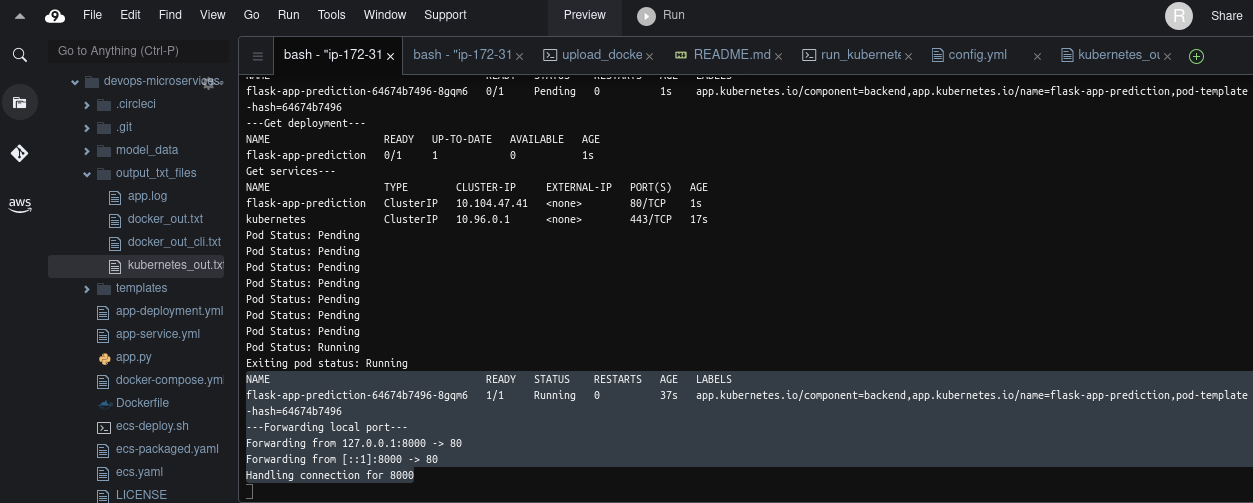 File Edit Find View Go Run Tools Window Support Preview Run R Share
Go to Anything (Ctrl-P)
bash - "ip-172-31 × bash - "ip-172-31 × upload_docke × README.md × run_kubernete × config.yml × kubernetes_ou ×
devops-microservices
.circleci
.git
model_data
output_txt_files
app.log
docker_out.txt
docker_out_cli.txt
kubernetes_out.txt
templates
app-deployment.yml
app-service.yml
app.py
docker-compose.yml
Dockerfile
ecs-deploy.sh
ecs-packaged.yaml
ecs.yaml
LICENSE
aws
NAME READY STATUS RESTARTS AGE LABELS
flask-app-prediction-64674b7496-8gqm6 0/1 Pending 0 1s app.kubernetes.io/component=backend,app.kubernetes.io/name=flask-app-prediction,pod-template
-hash=64674b7496
---Get deployment---
NAME READY UP-TO-DATE AVAILABLE AGE
flask-app-prediction 0/1 1 0 1s
Get services---
NAME TYPE CLUSTER-IP EXTERNAL-IP PORT(S) AGE
flask-app-prediction ClusterIP 10.104.47.41 <none> 80/TCP 1s
kubernetes ClusterIP 10.96.0.1 <none> 443/TCP 17s
Pod Status: Pending
Pod Status: Pending
Pod Status: Pending
Pod Status: Pending
Pod Status: Pending
Pod Status: Pending
Pod Status: Pending
Pod Status: Running
Exiting pod status: Running
NAME READY STATUS RESTARTS AGE LABELS
flask-app-prediction-64674b7496-8gqm6 1/1 Running 0 37s app.kubernetes.io/component=backend,app.kubernetes.io/name=flask-app-prediction,pod-template
-hash=64674b7496
---Forwarding local port---
Forwarding from 127.0.0.1:8000 -> 80
Forwarding from [::1]:8000 -> 80
Handling connection for 8000